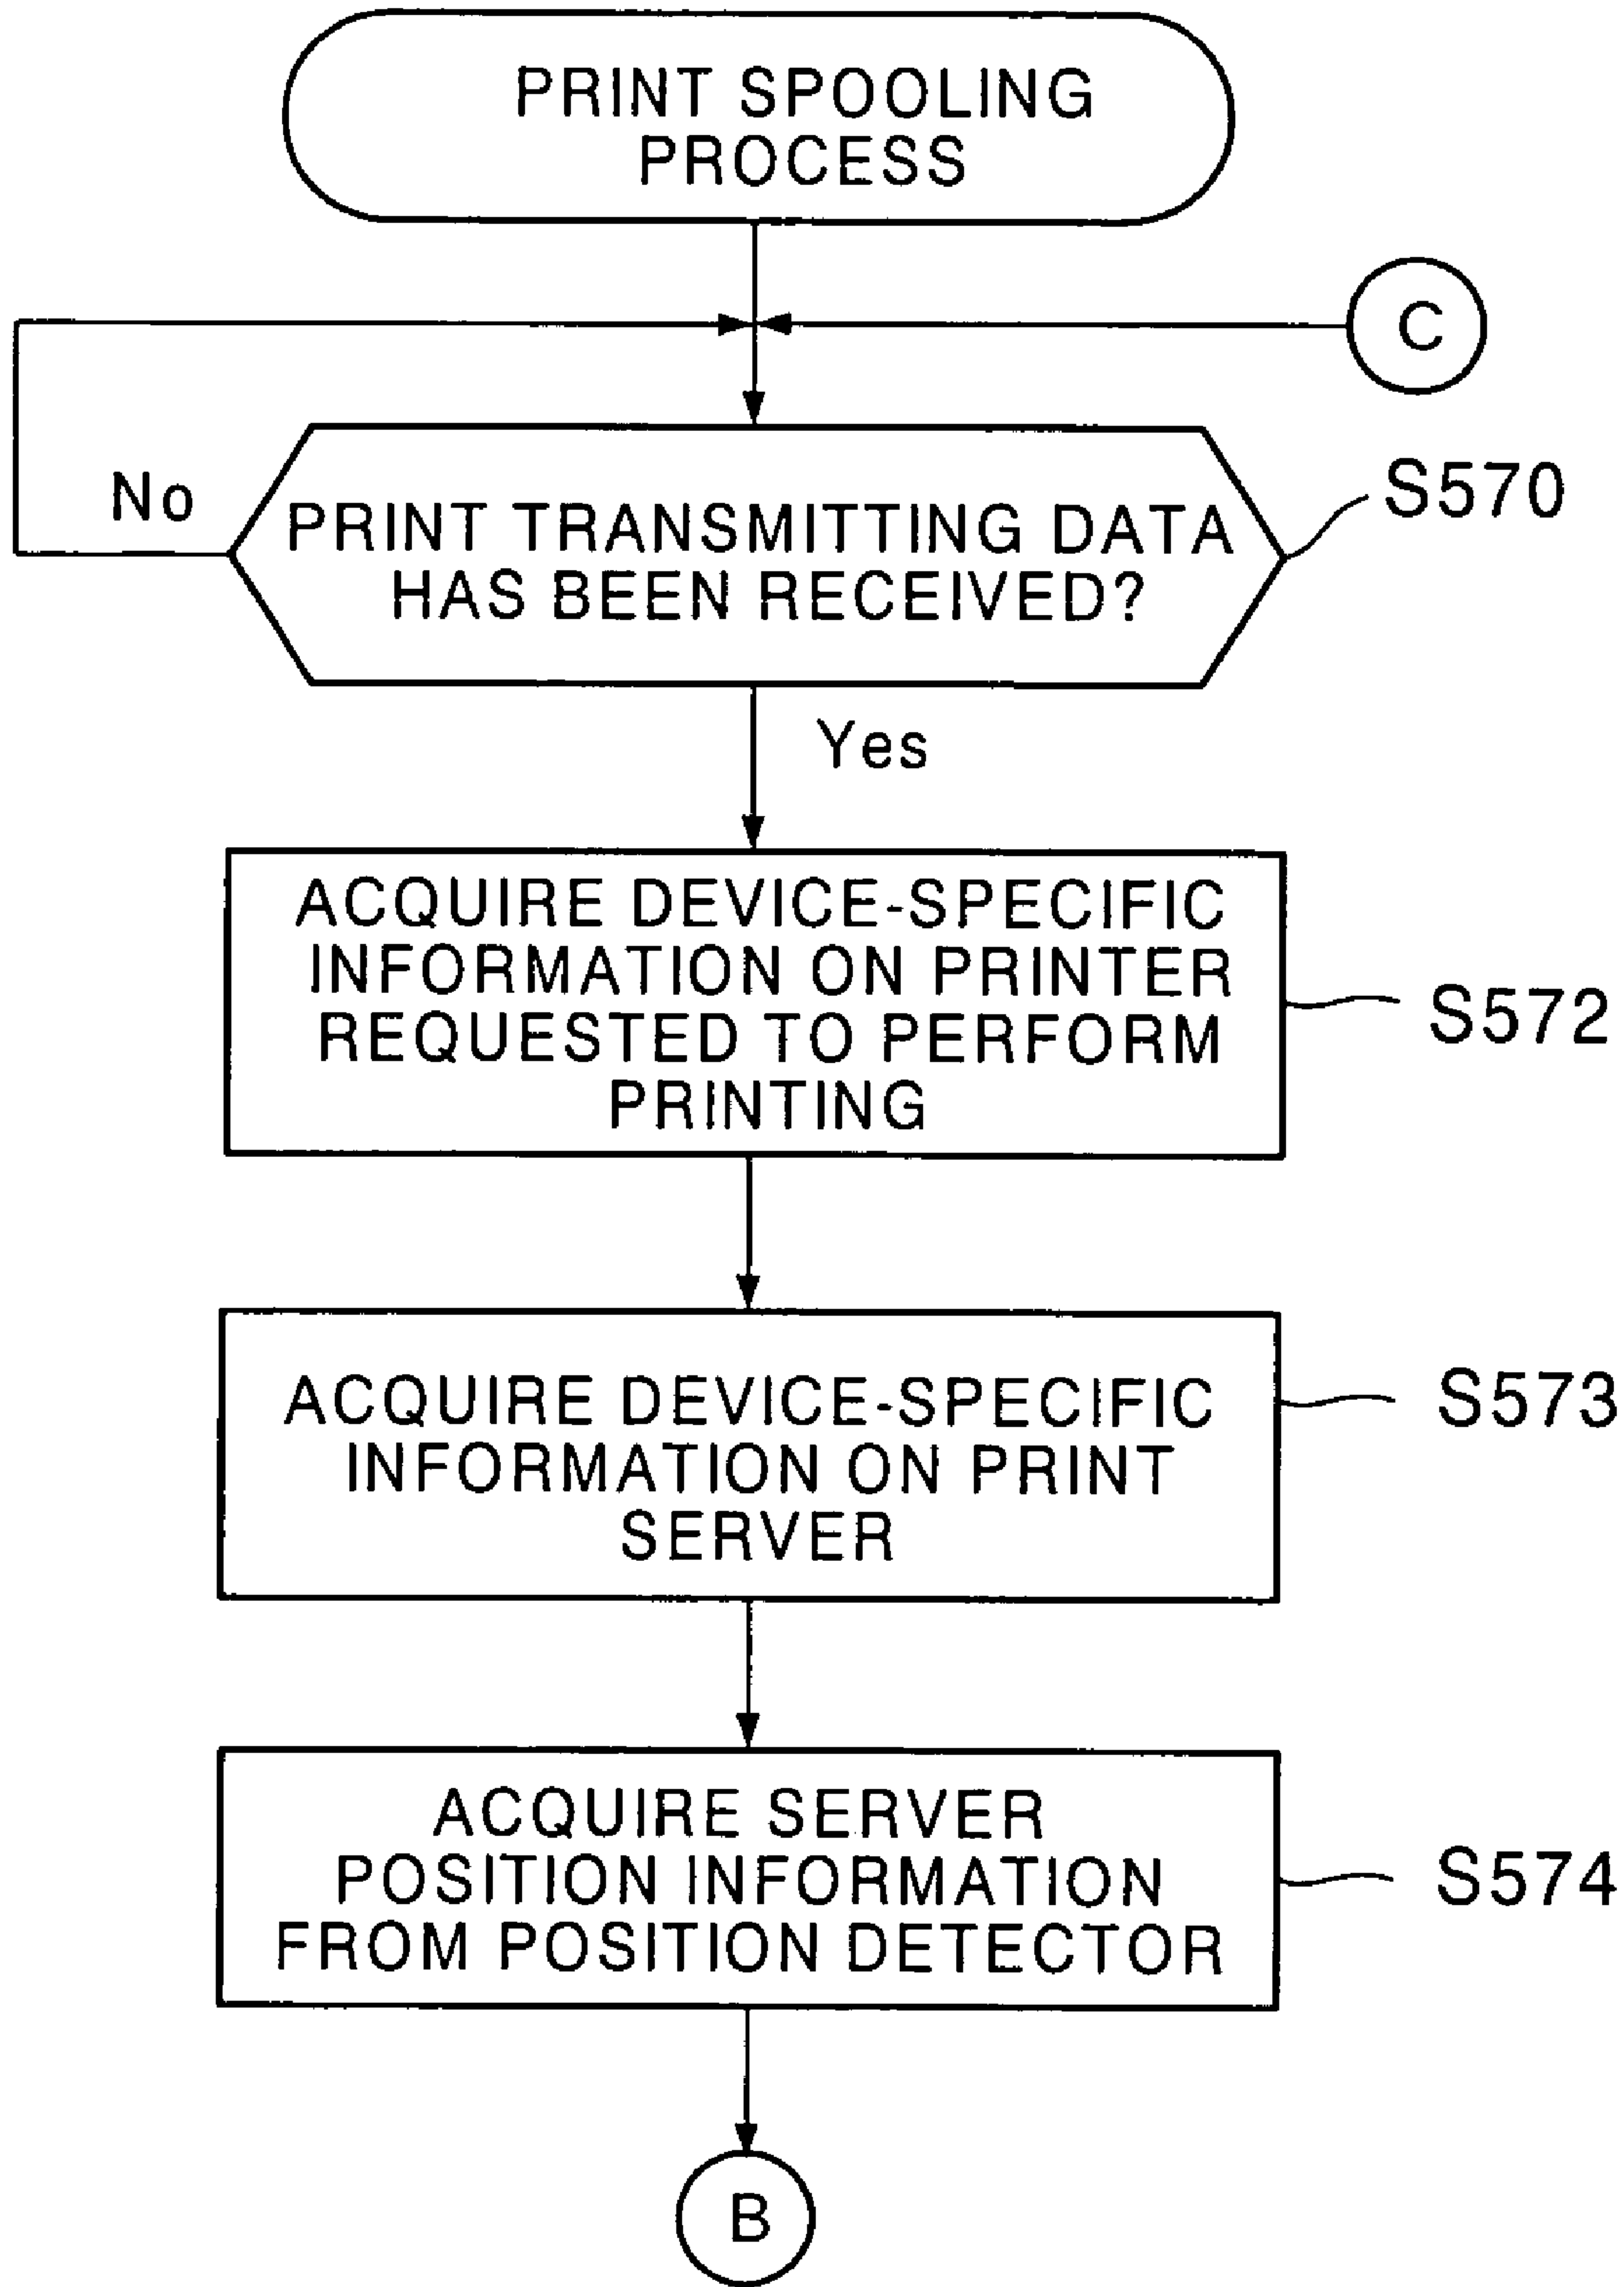 PRINT SPOOLING
PROCESS
C
S570
No
PRINT TRANSMITTING DATA
HAS BEEN RECEIVED?
Yes
ACQUIRE DEVICE-SPECIFIC
INFORMATION ON PRINTER
REQUESTED TO PERFORM
PRINTING
S572
ACQUIRE DEVICE-SPECIFIC
INFORMATION ON PRINT
SERVER
S573
ACQUIRE SERVER
POSITION INFORMATION
FROM POSITION DETECTOR
S574
B